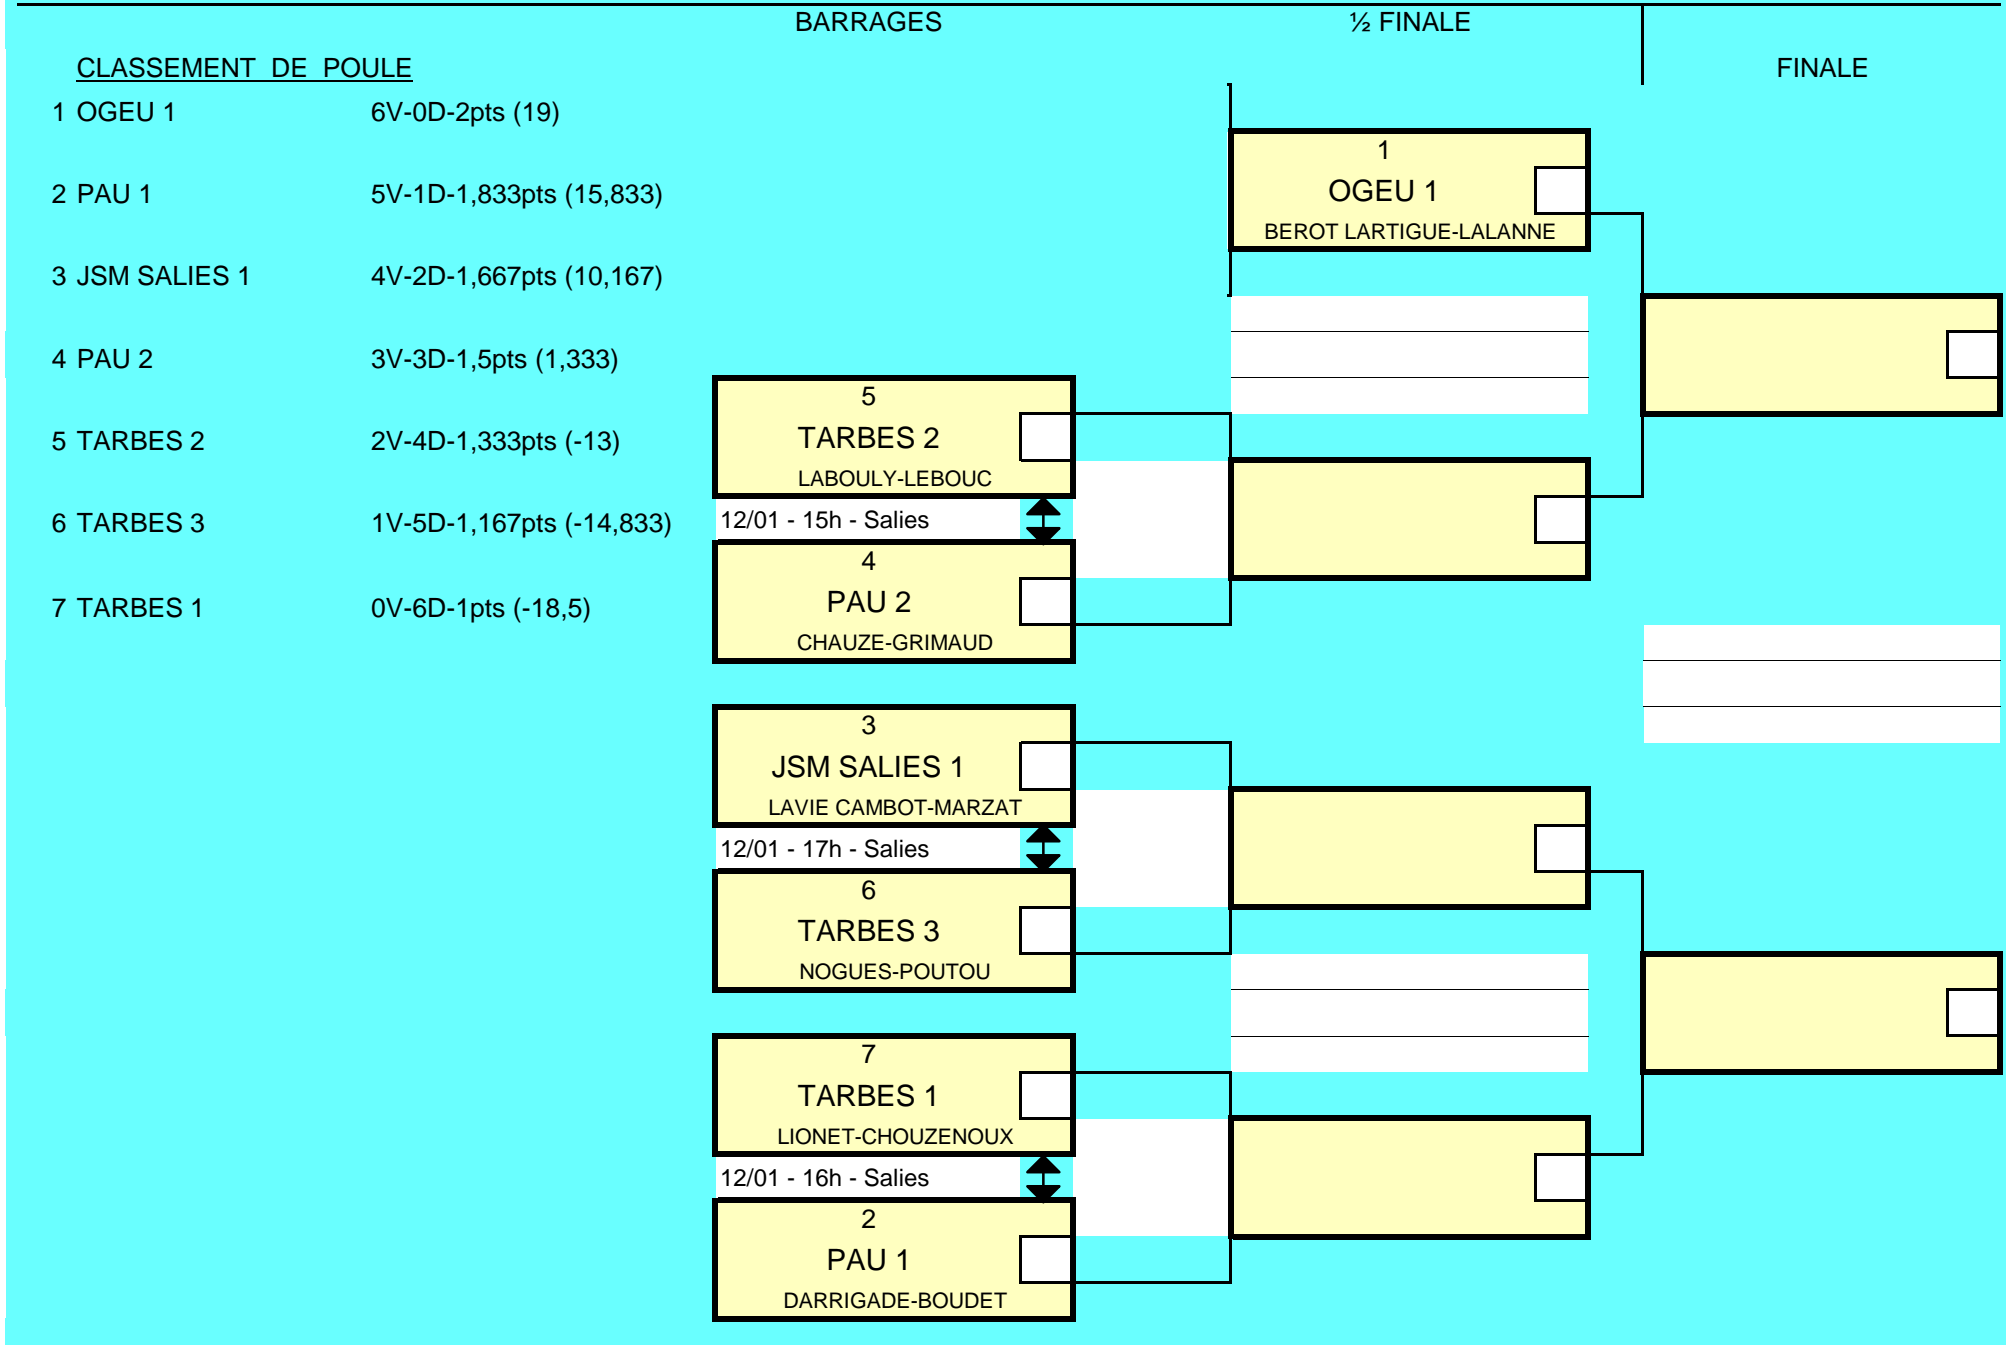 BARRAGES
½ FINALE
FINALE
CLASSEMENT DE POULE
1 OGEU 1 6V-0D-2pts (19)
2 PAU 1 5V-1D-1,833pts (15,833)
3 JSM SALIES 1 4V-2D-1,667pts (10,167)
4 PAU 2 3V-3D-1,5pts (1,333)
5 TARBES 2 2V-4D-1,333pts (-13)
6 TARBES 3 1V-5D-1,167pts (-14,833)
7 TARBES 1 0V-6D-1pts (-18,5)
5
TARBES 2
LABOULY-LEBOUC
12/01 - 15h - Salies
4
PAU 2
CHAUZE-GRIMAUD
3
JSM SALIES 1
LAVIE CAMBOT-MARZAT
12/01 - 17h - Salies
6
TARBES 3
NOGUES-POUTOU
7
TARBES 1
LIONET-CHOUZENOUX
12/01 - 16h - Salies
2
PAU 1
DARRIGADE-BOUDET
1
OGEU 1
BEROT LARTIGUE-LALANNE